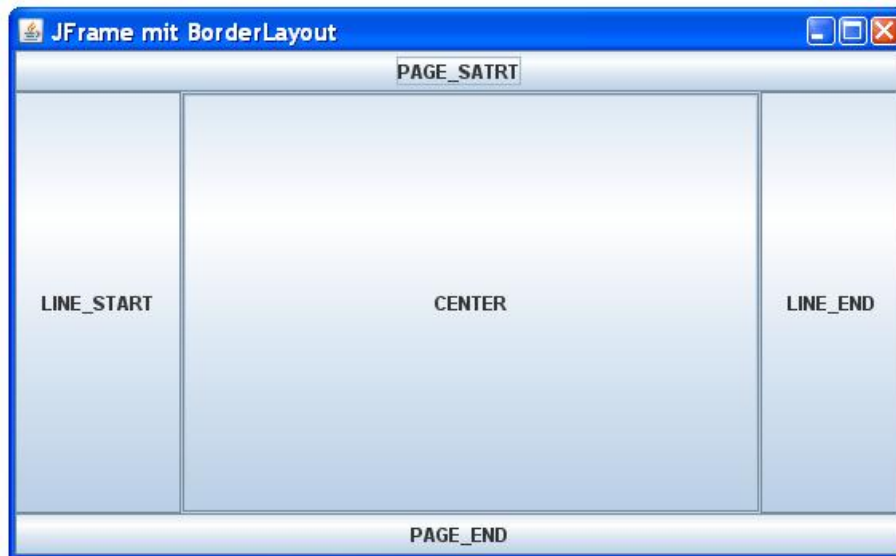 JFrame mit BorderLayout
PAGE_SATRT
LINE_START
CENTER
LINE_END
PAGE_END